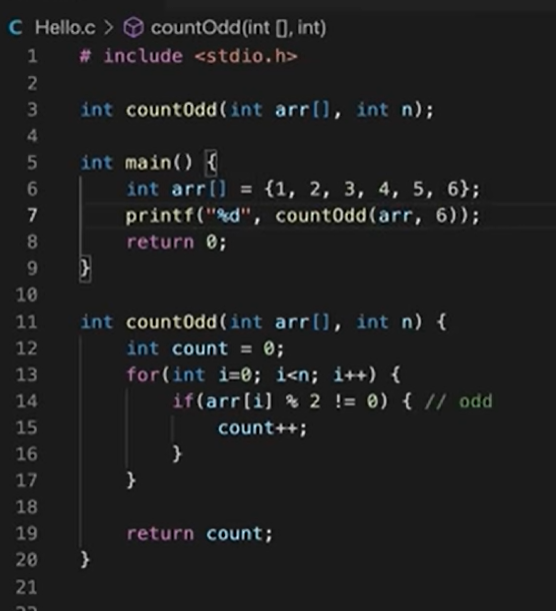 C Hello.c > countOdd(int [], int)
1 # include <stdio.h>
2
3 int countOdd(int arr[], int n);
4
5 int main() {
6 int arr[] = {1, 2, 3, 4, 5, 6};
7 printf("%d", countOdd(arr, 6));
8 return 0;
9 }
10
11 int countOdd(int arr[], int n) {
12 int count = 0;
13 for(int i=0; i<n; i++) {
14 if(arr[i] % 2 != 0) { // odd
15 count++;
16 }
17 }
18
19 return count;
20 }
21